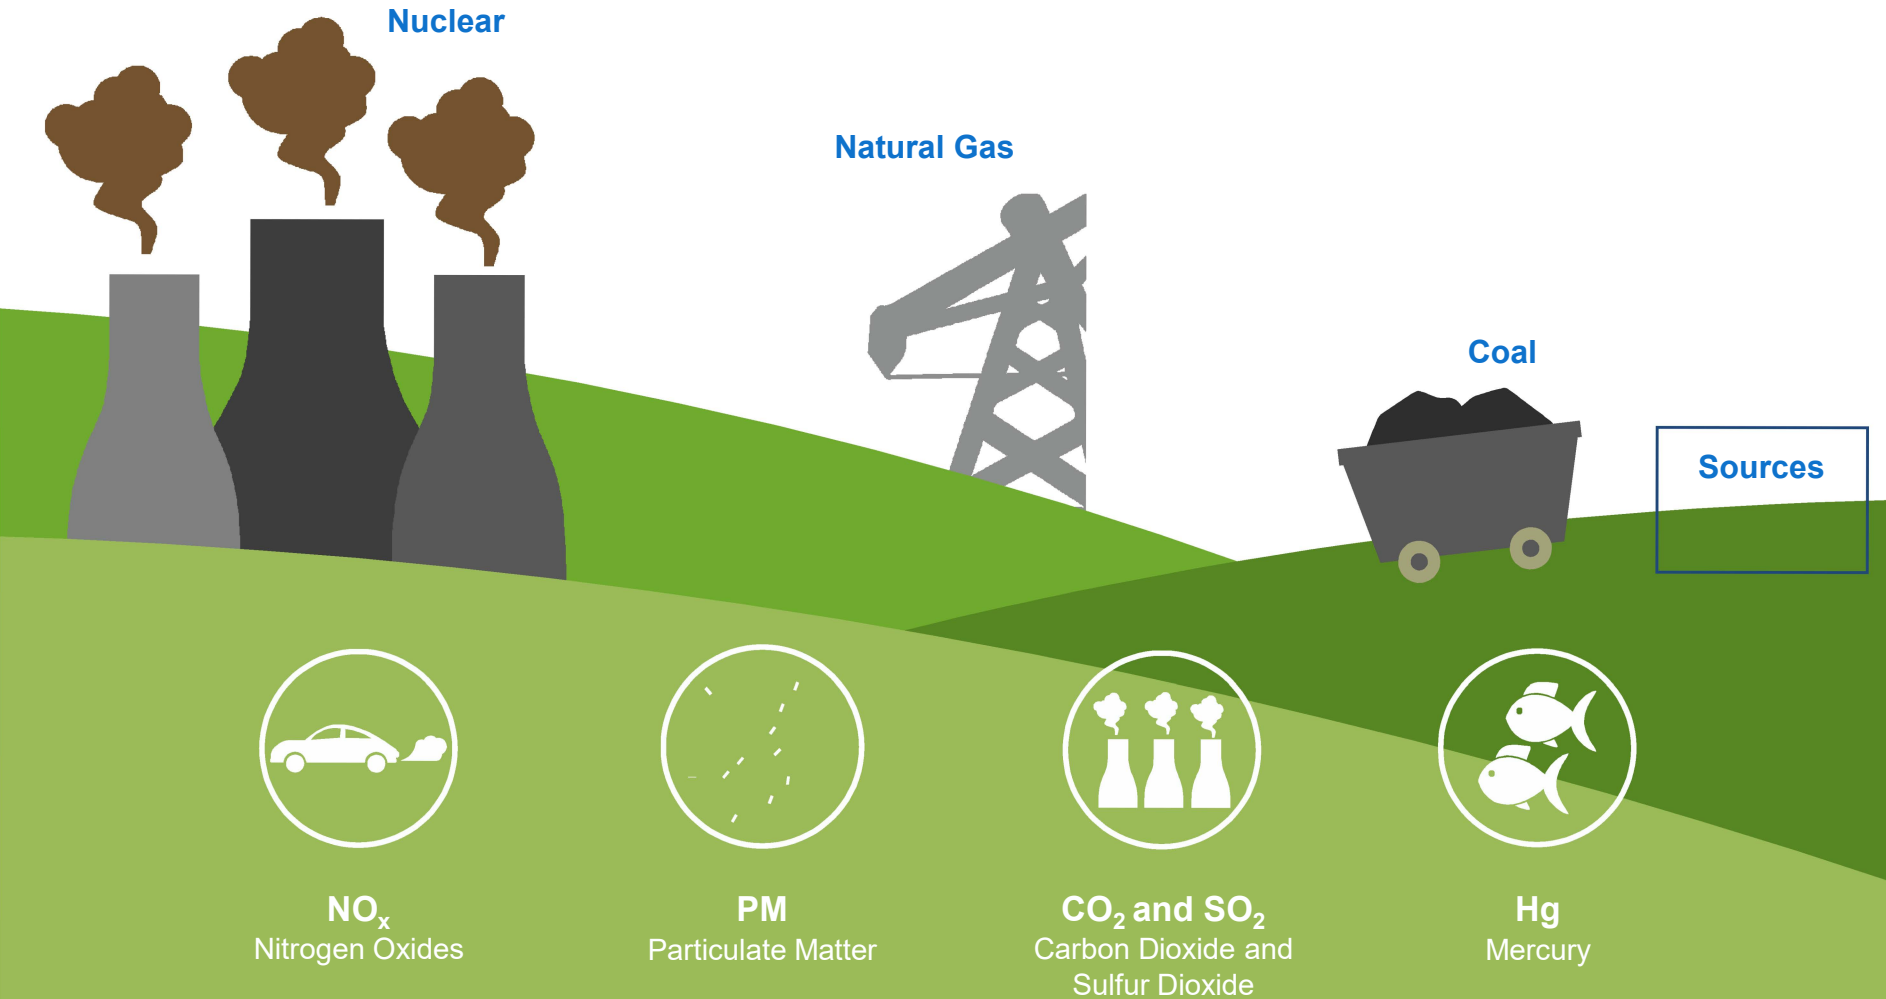 Nuclear
Natural Gas
Coal
Sources
NOx
Nitrogen Oxides
PM
Particulate Matter
CO2 and SO2
Carbon Dioxide and
Sulfur Dioxide
Hg
Mercury